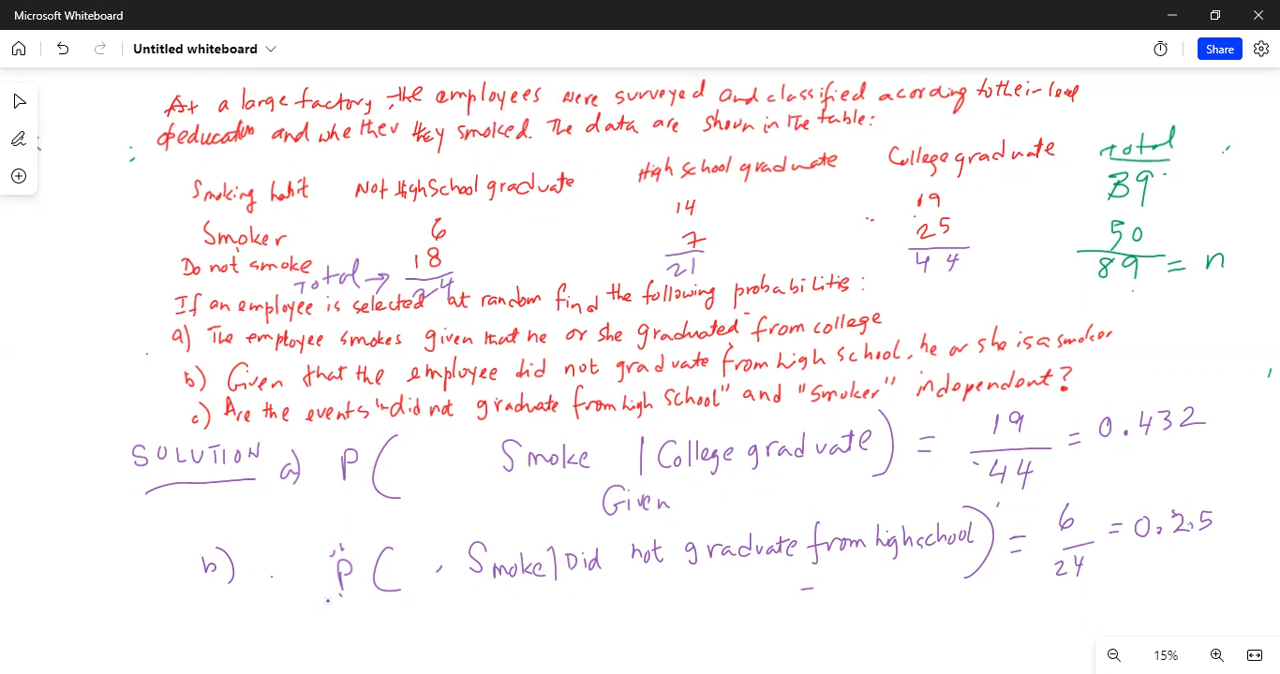 Microsoft Whiteboard
Untitled whiteboard
Share
At a large factory, the employees were surveyed and classified acording to their level
of education and whether they smoked. The data are shown in the table:
Smoking habit Not High School graduate High school graduate College graduate Total
Smoker 6 14 19 39
Do not smoke 18 7 25 50
Total → 24 21 44 89 = n
If an employee is selected at random find the following probabilitis:
a) The employee smokes given that he or she graduated from college
b) Given that the employee did not graduate from high school, he or she is a smoker
c) Are the events "did not graduate from high school" and "Smoker" independent?
SOLUTION a) P( Smoke | College graduate) = 19/44 = 0.432
Given
b) P( Smoke | Did not graduate from highschool) = 6/24 = 0.25
15%